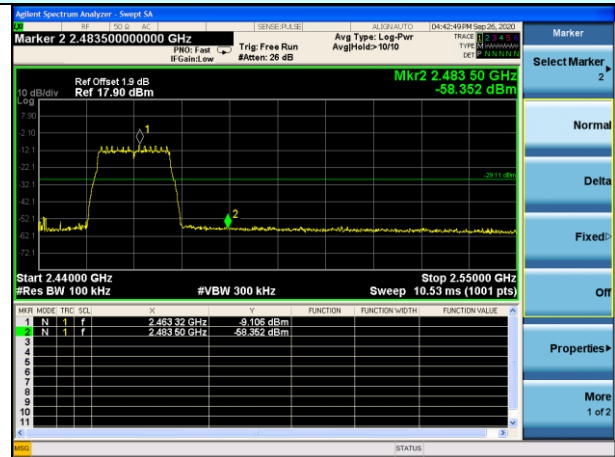 Agilent Spectrum Analyzer - Swept SA
RF 50 Ω AC SENSE:PULSE ALIGNAUTO 04:42:49 PM Sep 26, 2020
Marker 2 2.483500000000 GHz
PNO: Fast Trig: Free Run
IFGain:Low #Atten: 26 dB
Avg Type: Log-Pwr
Avg|Hold:> 10/10
TRACE 1 2 3 4 5 6
TYPE M
DET P N N N N N
Ref Offset 1.9 dB
10 dB/div Ref 17.90 dBm
Log
Mkr2 2.483 50 GHz
-58.352 dBm
7.90
-2.10
-12.1
-22.1
-32.1
-42.1
-52.1
-62.1
-72.1
1
2
-29.11 dBm
Start 2.44000 GHz Stop 2.55000 GHz
#Res BW 100 kHz #VBW 300 kHz Sweep 10.53 ms (1001 pts)
MKR MODE TRC SCL X Y FUNCTION FUNCTION WIDTH FUNCTION VALUE
1 N 1 f 2.463 32 GHz -9.106 dBm
2 N 1 f 2.483 50 GHz -58.352 dBm
3
4
5
6
7
8
9
10
11
MSG STATUS
Marker
Select Marker
2
Normal
Delta
Fixed
Off
Properties
More
1 of 2